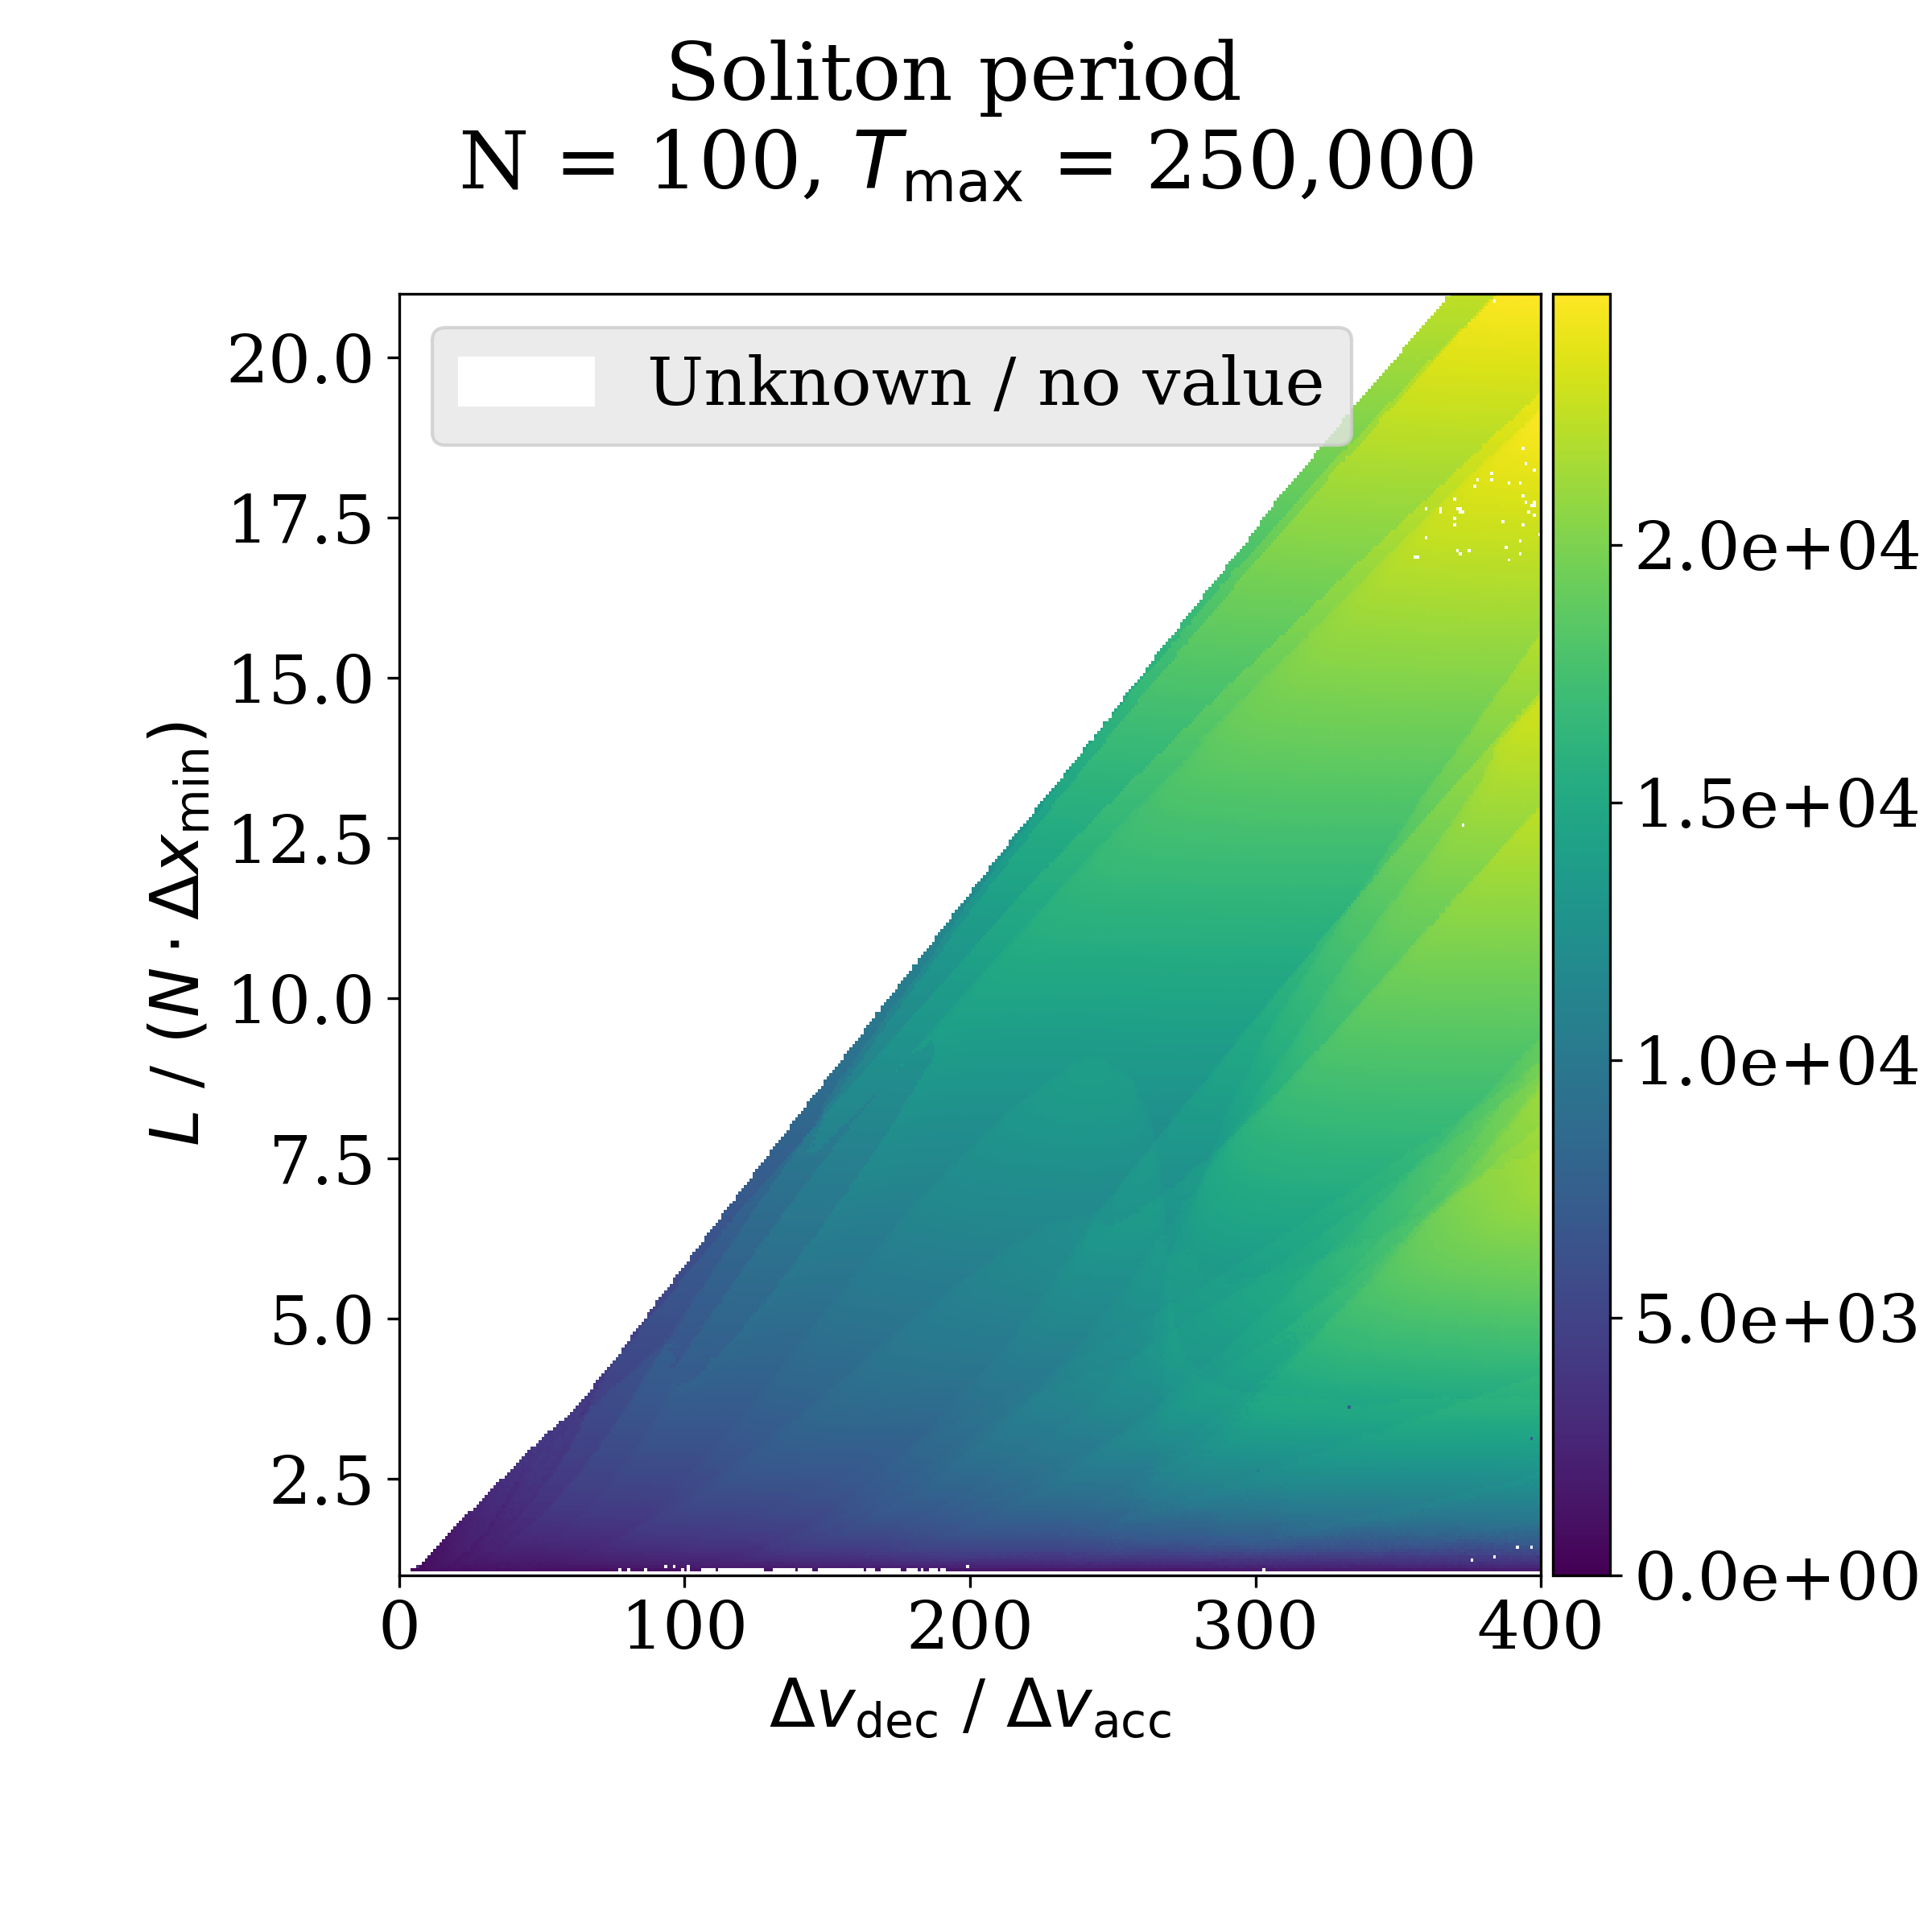 Soliton period
N = 100, T_max = 250,000
Unknown / no value
20.0
17.5
15.0
12.5
10.0
7.5
5.0
2.5
L / (N · Δx_min)
0 100 200 300 400
Δv_dec / Δv_acc
2.0e+04
1.5e+04
1.0e+04
5.0e+03
0.0e+00